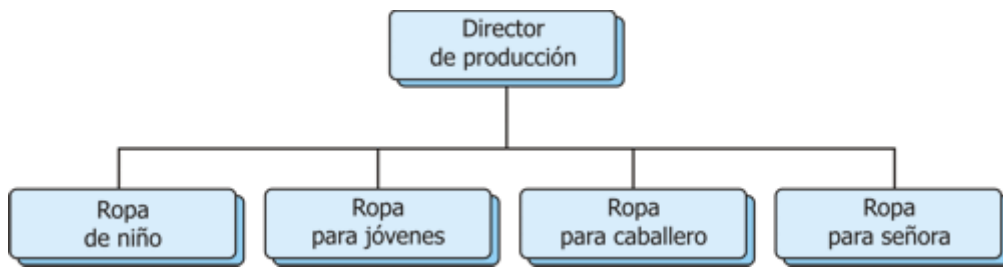 Director
de producción
Ropa
de niño
Ropa
para jóvenes
Ropa
para caballero
Ropa
para señora